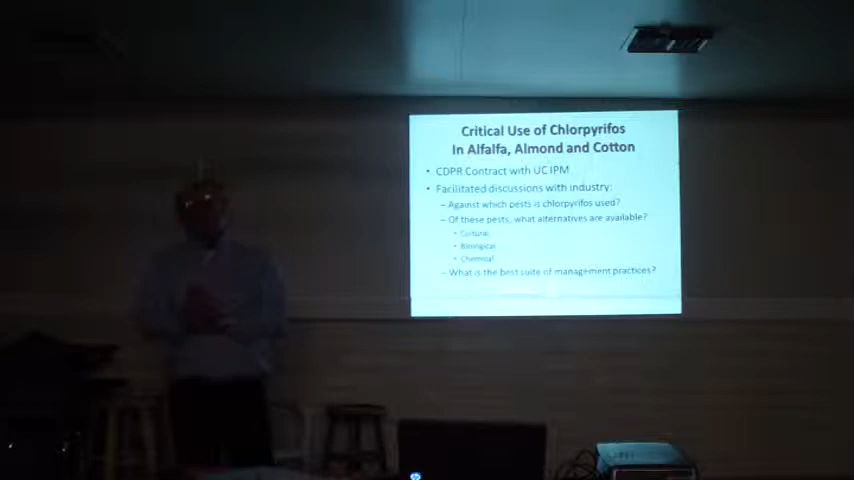 Critical Use of Chlorpyrifos
In Alfalfa, Almond and Cotton
• CDPR Contract with UC IPM
• Facilitated discussions with industry:
– Against which pests is chlorpyrifos used?
– Of these pests, what alternatives are available?
• Cultural
• Biological
• Chemical
– What is the best suite of management practices?
hp